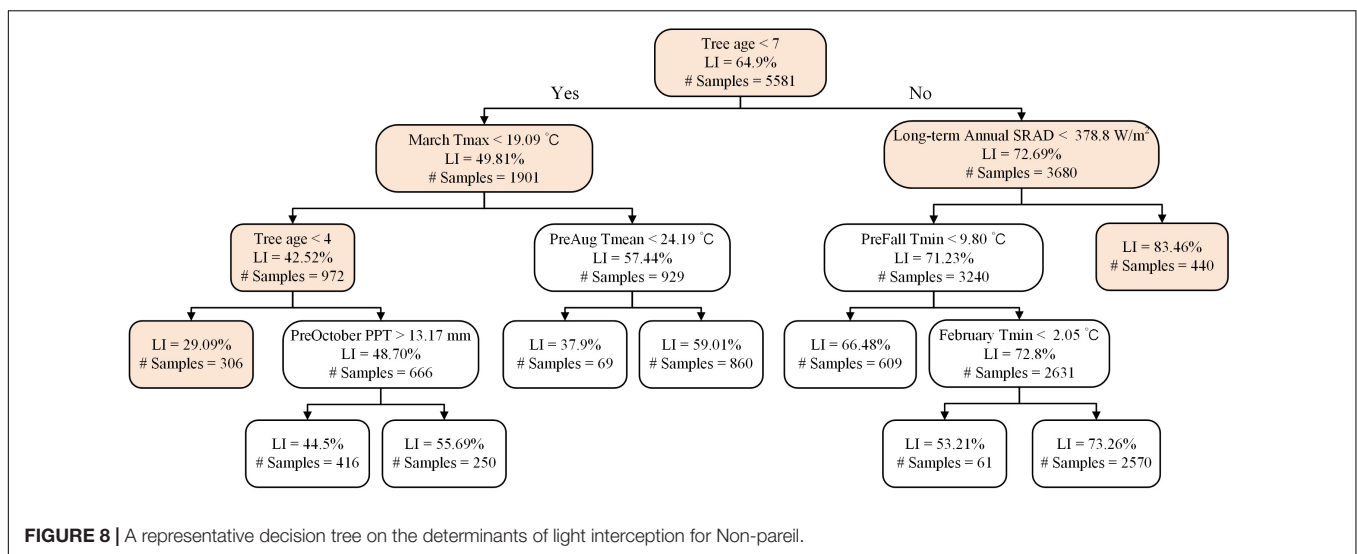 Tree age < 7
LI = 64.9%
# Samples = 5581
Yes
No
March Tmax < 19.09 °C
LI = 49.81%
# Samples = 1901
Long-term Annual SRAD < 378.8 W/m²
LI = 72.69%
# Samples = 3680
Tree age < 4
LI = 42.52%
# Samples = 972
PreAug Tmean < 24.19 °C
LI = 57.44%
# Samples = 929
PreFall Tmin < 9.80 °C
LI = 71.23%
# Samples = 3240
LI = 83.46%
# Samples = 440
LI = 29.09%
# Samples = 306
PreOctober PPT > 13.17 mm
LI = 48.70%
# Samples = 666
LI = 37.9%
# Samples = 69
LI = 59.01%
# Samples = 860
LI = 66.48%
# Samples = 609
February Tmin < 2.05 °C
LI = 72.8%
# Samples = 2631
LI = 44.5%
# Samples = 416
LI = 55.69%
# Samples = 250
LI = 53.21%
# Samples = 61
LI = 73.26%
# Samples = 2570
FIGURE 8 | A representative decision tree on the determinants of light interception for Non-pareil.